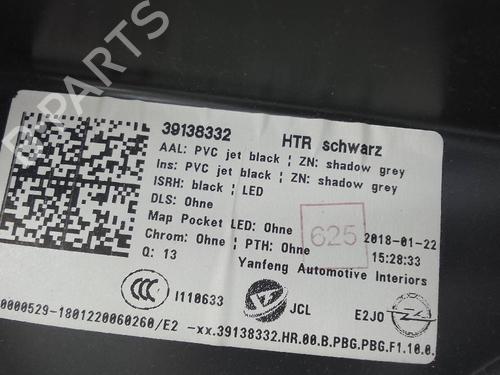 39138332 HTR schwarz
AAL: PVC jet black ¦ ZN: shadow grey
Ins: PVC jet black ¦ ZN: shadow grey
ISRH: black ¦ LED
DLS: Ohne
Map Pocket LED: Ohne
Chrom: Ohne ¦ PTH: Ohne
Q: 13
625
2018-01-22
15:28:33
Yanfeng Automotive Interiors
CCC I110633 JCL E2JO
0000529-1801220060260/E2 -xx.39138332.HR.00.B.PBG.PBG.F1.10.0.